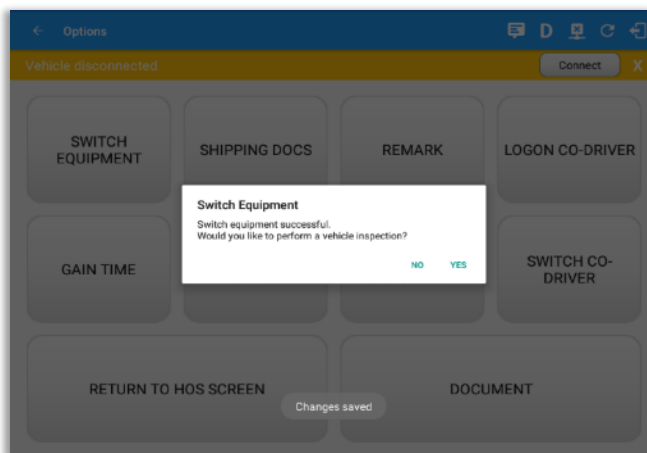 Options
D
Vehicle disconnected
Connect
X
SWITCH
EQUIPMENT
SHIPPING DOCS
REMARK
LOGON CO-DRIVER
Switch Equipment
Switch equipment successful.
Would you like to perform a vehicle inspection?
NO
YES
GAIN TIME
SWITCH CO-
DRIVER
RETURN TO HOS SCREEN
DOCUMENT
Changes saved